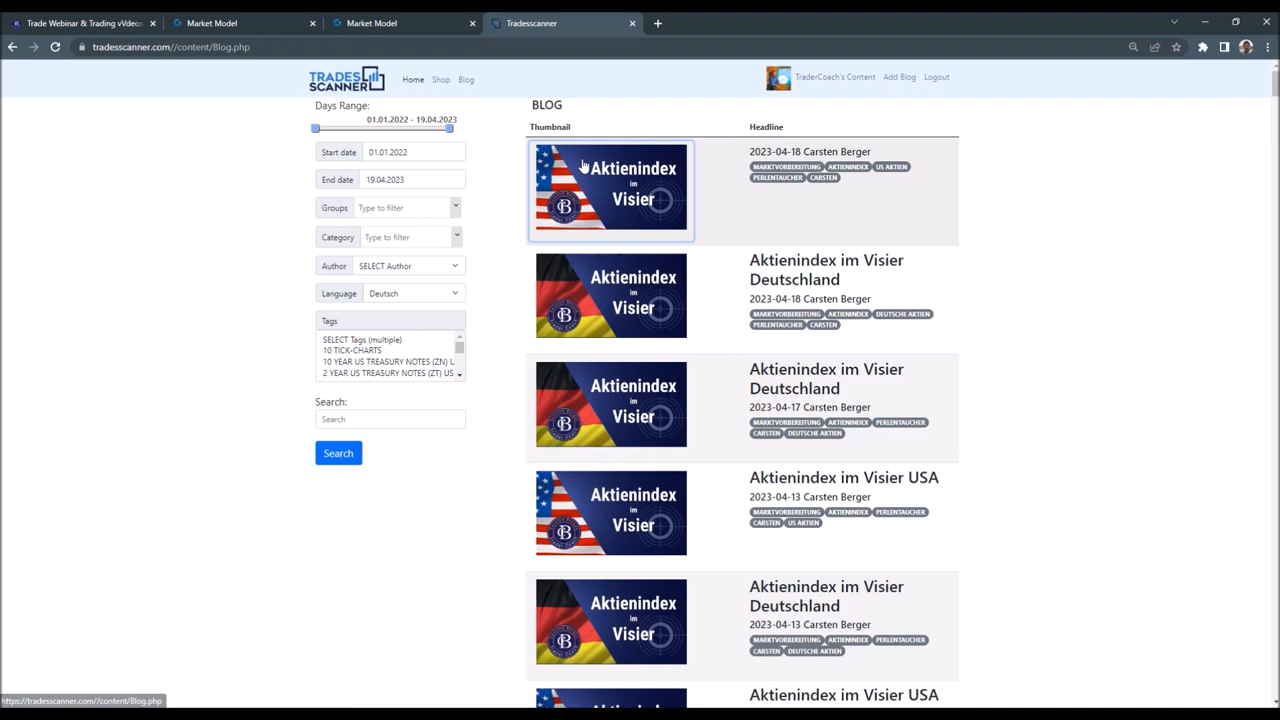 Trade Webinar & Trading vVdeos
Market Model
Market Model
Tradesscanner
tradesscanner.com//content/Blog.php
TRADES
SCANNER
Home
Shop
Blog
TraderCoach's Content
Add Blog
Logout
Days Range:
01.01.2022 - 19.04.2023
Start date
01.01.2022
End date
19.04.2023
Groups
Type to filter
Category
Type to filter
Author
SELECT Author
Language
Deutsch
Tags
SELECT Tags (multiple)
10 TICK-CHARTS
10 YEAR US TREASURY NOTES (ZN) U
2 YEAR US TREASURY NOTES (ZT) US
Search:
Search
Search
BLOG
Thumbnail
Headline
Aktienindex
im
Visier
2023-04-18 Carsten Berger
MARKTVORBEREITUNG AKTIENINDEX US AKTIEN
PERLENTAUCHER CARSTEN
Aktienindex
im
Visier
Aktienindex im Visier
Deutschland
2023-04-18 Carsten Berger
MARKTVORBEREITUNG AKTIENINDEX DEUTSCHE AKTIEN
PERLENTAUCHER CARSTEN
Aktienindex
im
Visier
Aktienindex im Visier
Deutschland
2023-04-17 Carsten Berger
MARKTVORBEREITUNG AKTIENINDEX PERLENTAUCHER
CARSTEN DEUTSCHE AKTIEN
Aktienindex
im
Visier
Aktienindex im Visier USA
2023-04-13 Carsten Berger
MARKTVORBEREITUNG AKTIENINDEX PERLENTAUCHER
CARSTEN US AKTIEN
Aktienindex
im
Visier
Aktienindex im Visier
Deutschland
2023-04-13 Carsten Berger
MARKTVORBEREITUNG AKTIENINDEX PERLENTAUCHER
CARSTEN DEUTSCHE AKTIEN
Aktienindex im Visier USA
https://tradesscanner.com//content/Blog.php